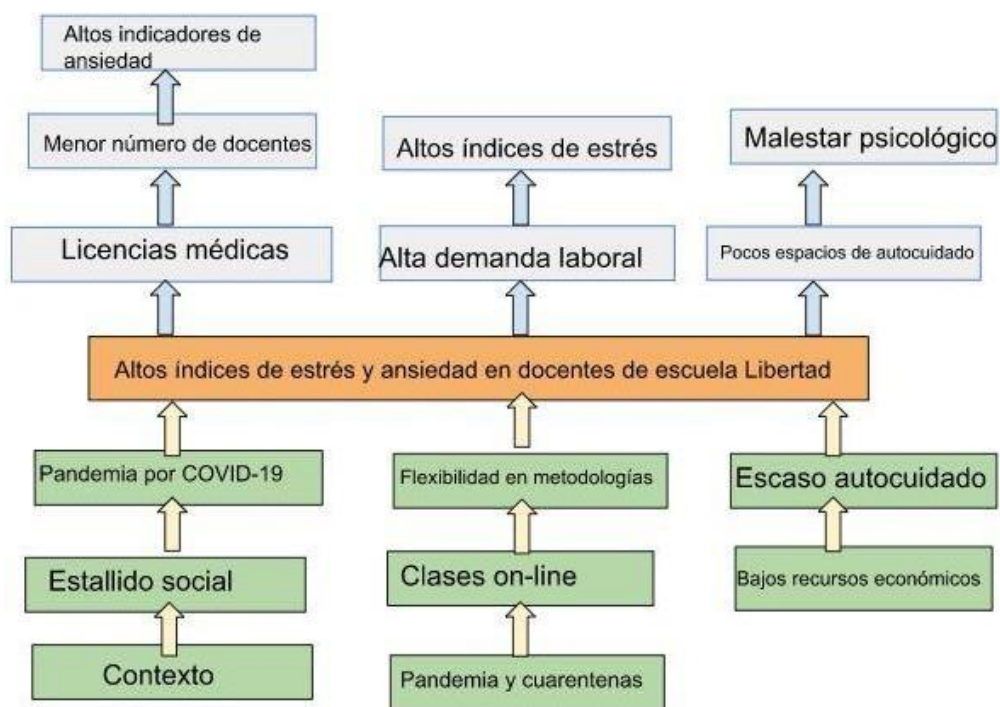 Altos indicadores de
ansiedad
Menor número de docentes
Altos índices de estrés
Malestar psicológico
Licencias médicas
Alta demanda laboral
Pocos espacios de autocuidado
Altos índices de estrés y ansiedad en docentes de escuela Libertad
Pandemia por COVID-19
Flexibilidad en metodologías
Escaso autocuidado
Estallido social
Clases on-line
Bajos recursos económicos
Contexto
Pandemia y cuarentenas